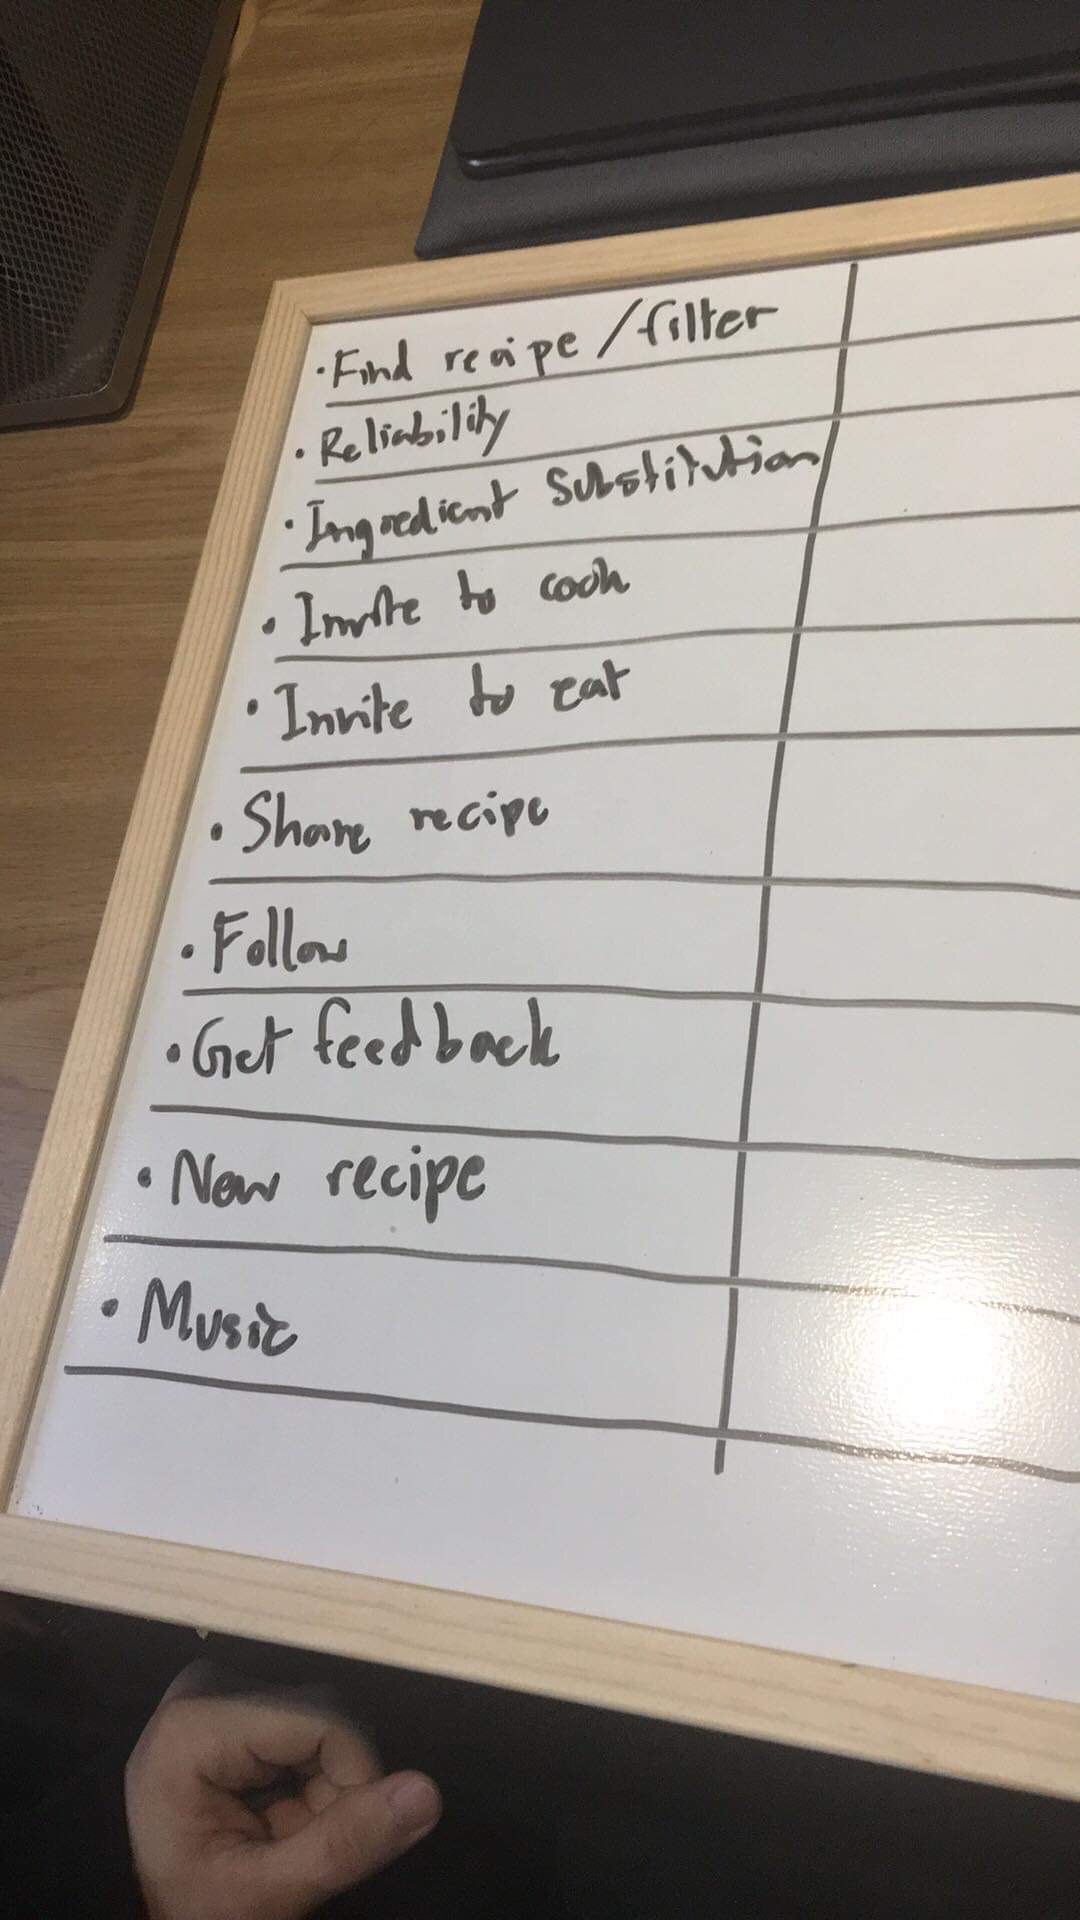 · Find recipe / filter
· Reliability
· Ingredient Substitution
· Invite to cook
· Invite to eat
· Share recipe
· Follow
· Get feedback
· New recipe
· Music